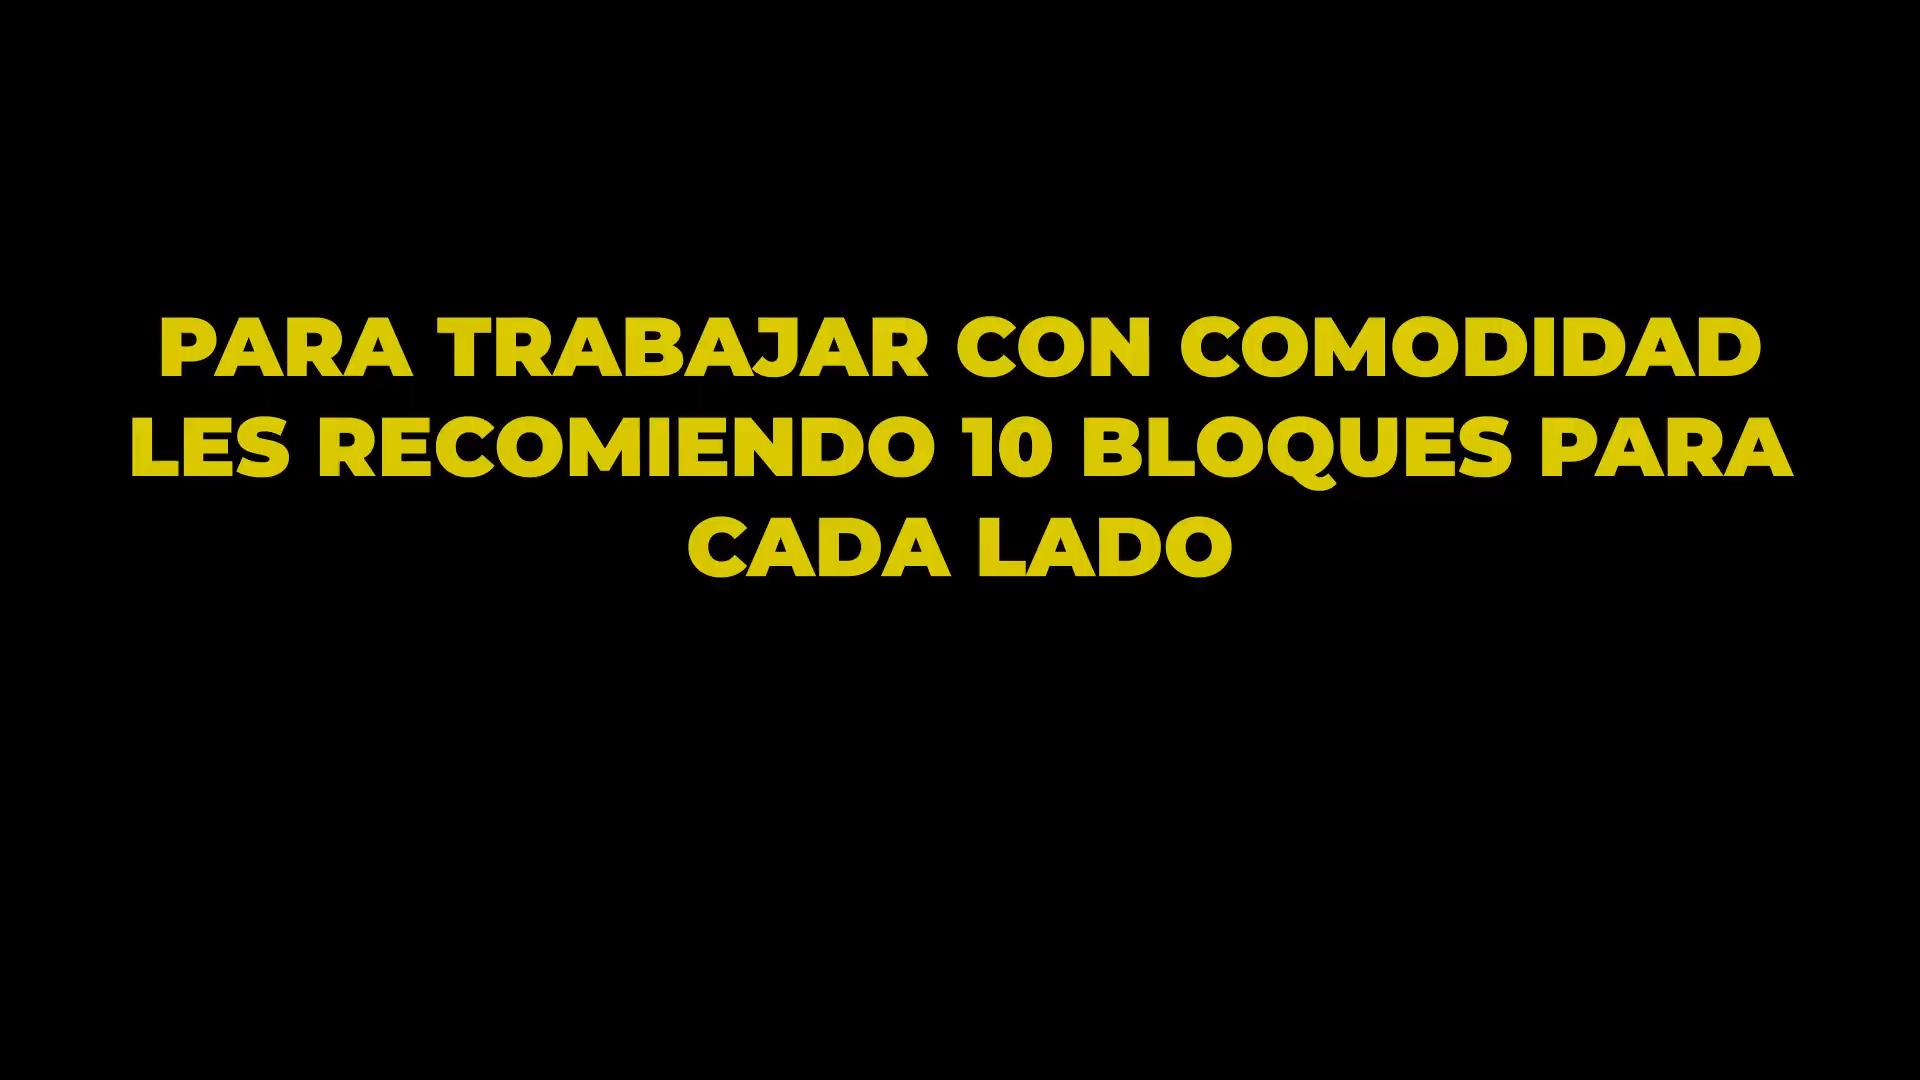 PARA TRABAJAR CON COMODIDAD
LES RECOMIENDO 10 BLOQUES PARA
CADA LADO